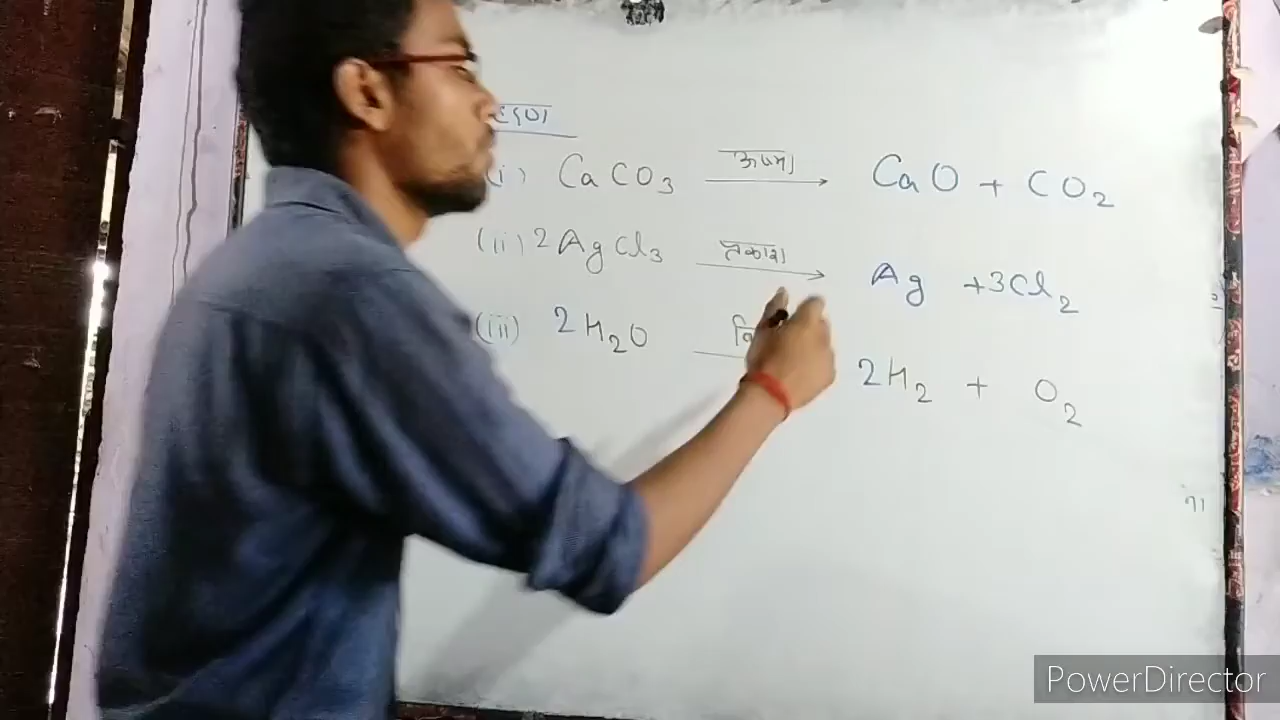 (i) CaCO₃ ऊष्मा → CaO + CO₂
(ii) 2AgCl₃ प्रकाश → Ag + 3Cl₂
(iii) 2H₂O 2H₂ + O₂
PowerDirector